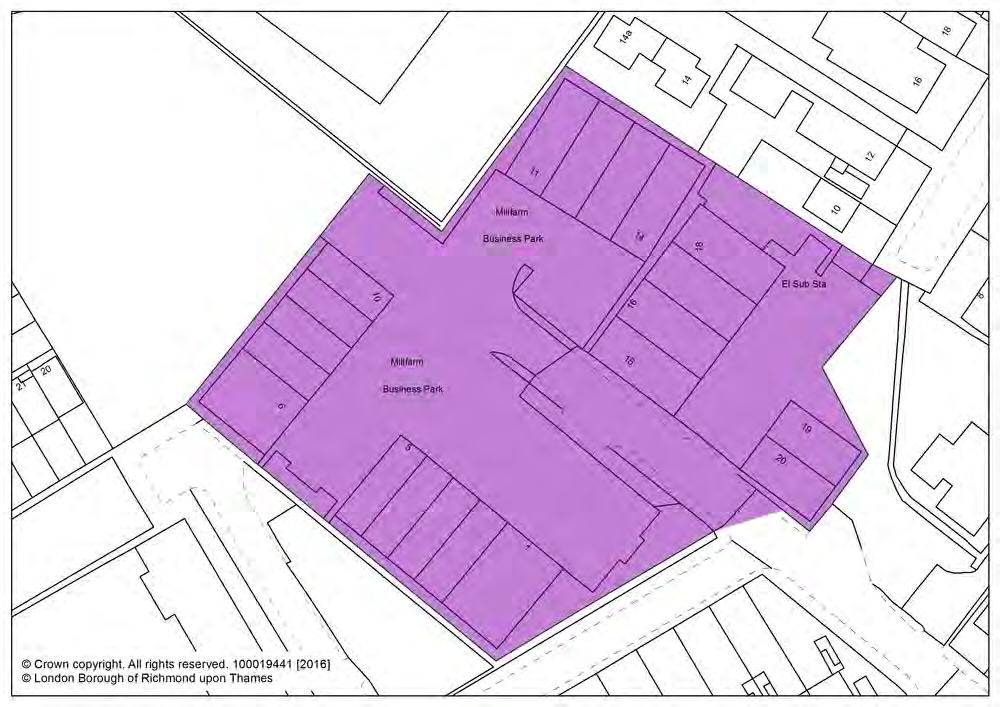 14a
14
18
16
12
10
8
11
14
Millfarm
Business Park
18
El Sub Sta
16
15
10
Millfarm
Business Park
6
21
20
5
19
20
1
© Crown copyright. All rights reserved. 100019441 [2016]
© London Borough of Richmond upon Thames